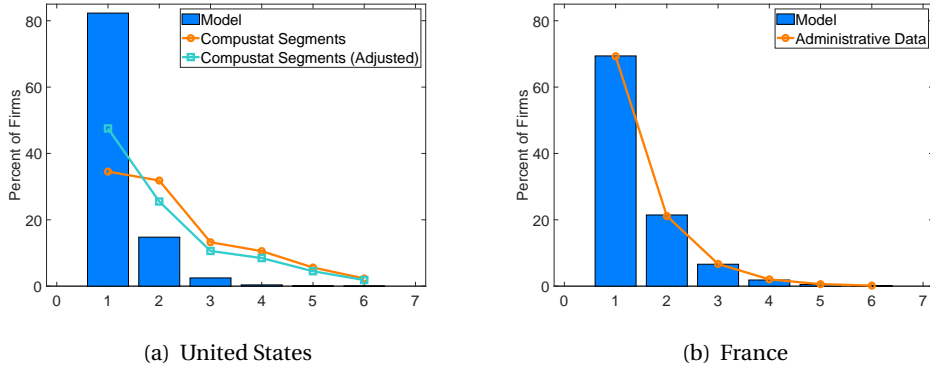 Percent of Firms
80
60
40
20
0
0 1 2 3 4 5 6 7
Model
Compustat Segments
Compustat Segments (Adjusted)
(a) United States
Percent of Firms
80
60
40
20
0
0 1 2 3 4 5 6 7
Model
Administrative Data
(b) France